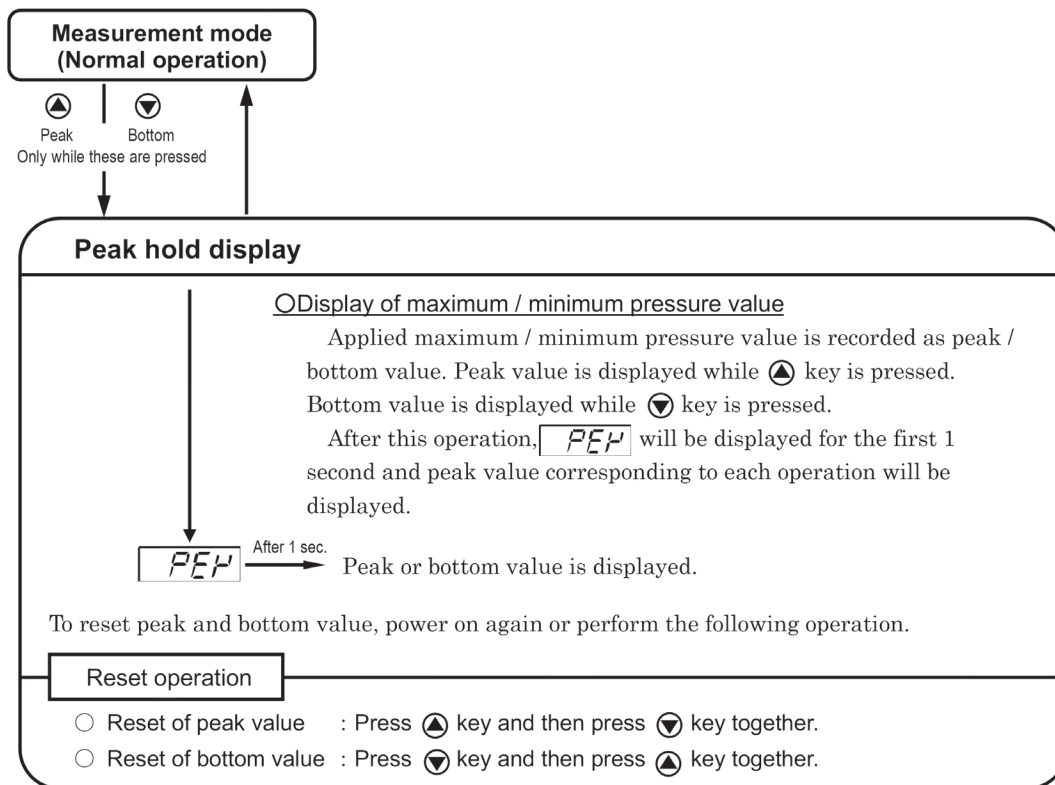 Measurement mode
(Normal operation)
Peak Bottom
Only while these are pressed
Peak hold display
○Display of maximum / minimum pressure value
Applied maximum / minimum pressure value is recorded as peak /
bottom value. Peak value is displayed while ▲ key is pressed.
Bottom value is displayed while ▼ key is pressed.
After this operation, PEK will be displayed for the first 1
second and peak value corresponding to each operation will be
displayed.
PEK After 1 sec. Peak or bottom value is displayed.
To reset peak and bottom value, power on again or perform the following operation.
Reset operation
○ Reset of peak value : Press ▲ key and then press ▼ key together.
○ Reset of bottom value : Press ▼ key and then press ▲ key together.